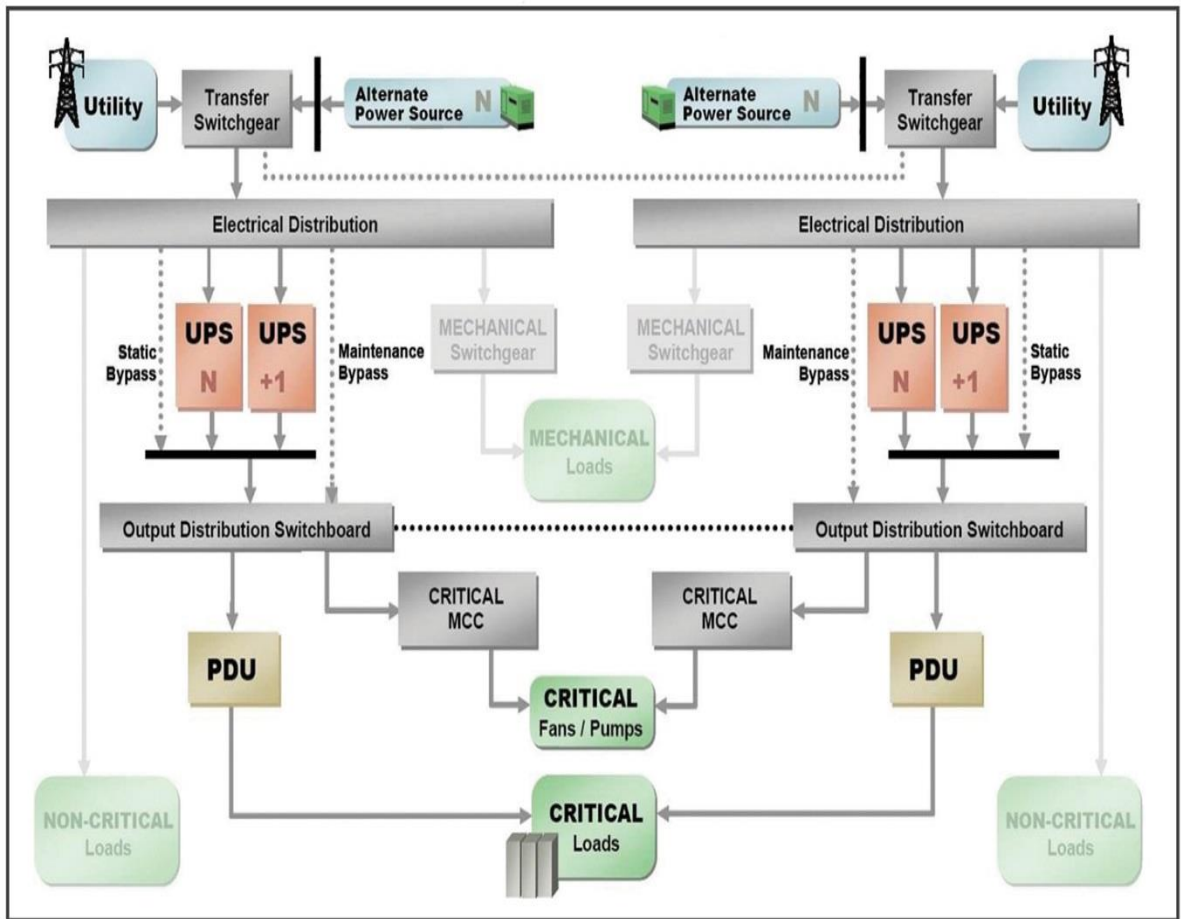 Utility
Transfer
Switchgear
Alternate
Power Source
N
Alternate
Power Source
N
Transfer
Switchgear
Utility
Electrical Distribution
Electrical Distribution
Static
Bypass
UPS
N
UPS
+1
Maintenance
Bypass
MECHANICAL
Switchgear
MECHANICAL
Switchgear
Maintenance
Bypass
UPS
N
UPS
+1
Static
Bypass
MECHANICAL
Loads
Output Distribution Switchboard
Output Distribution Switchboard
CRITICAL
MCC
CRITICAL
MCC
PDU
PDU
CRITICAL
Fans / Pumps
NON-CRITICAL
Loads
CRITICAL
Loads
NON-CRITICAL
Loads